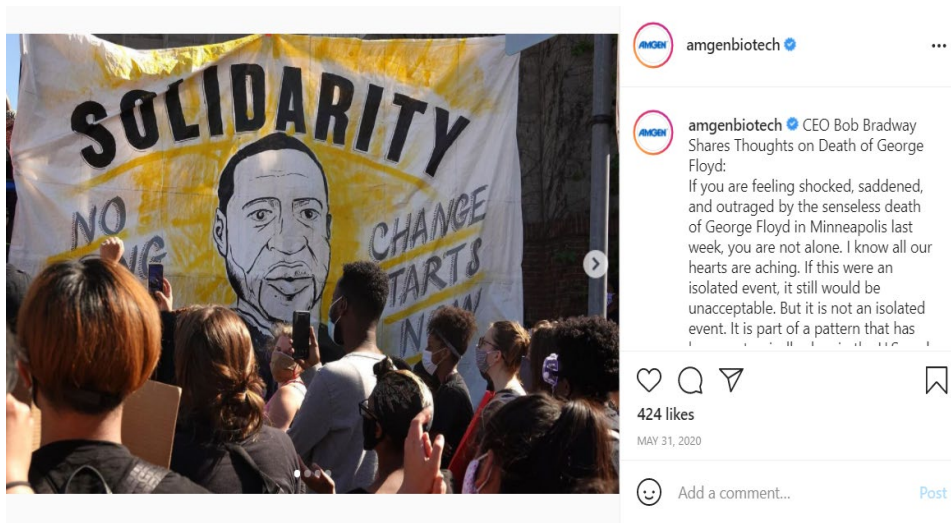 SOLIDARITY
NO
CHANGE
STARTS
AMGEN
amgenbiotech
AMGEN
amgenbiotech CEO Bob Bradway
Shares Thoughts on Death of George
Floyd:
If you are feeling shocked, saddened,
and outraged by the senseless death
of George Floyd in Minneapolis last
week, you are not alone. I know all our
hearts are aching. If this were an
isolated event, it still would be
unacceptable. But it is not an isolated
event. It is part of a pattern that has
424 likes
MAY 31, 2020
Add a comment...
Post